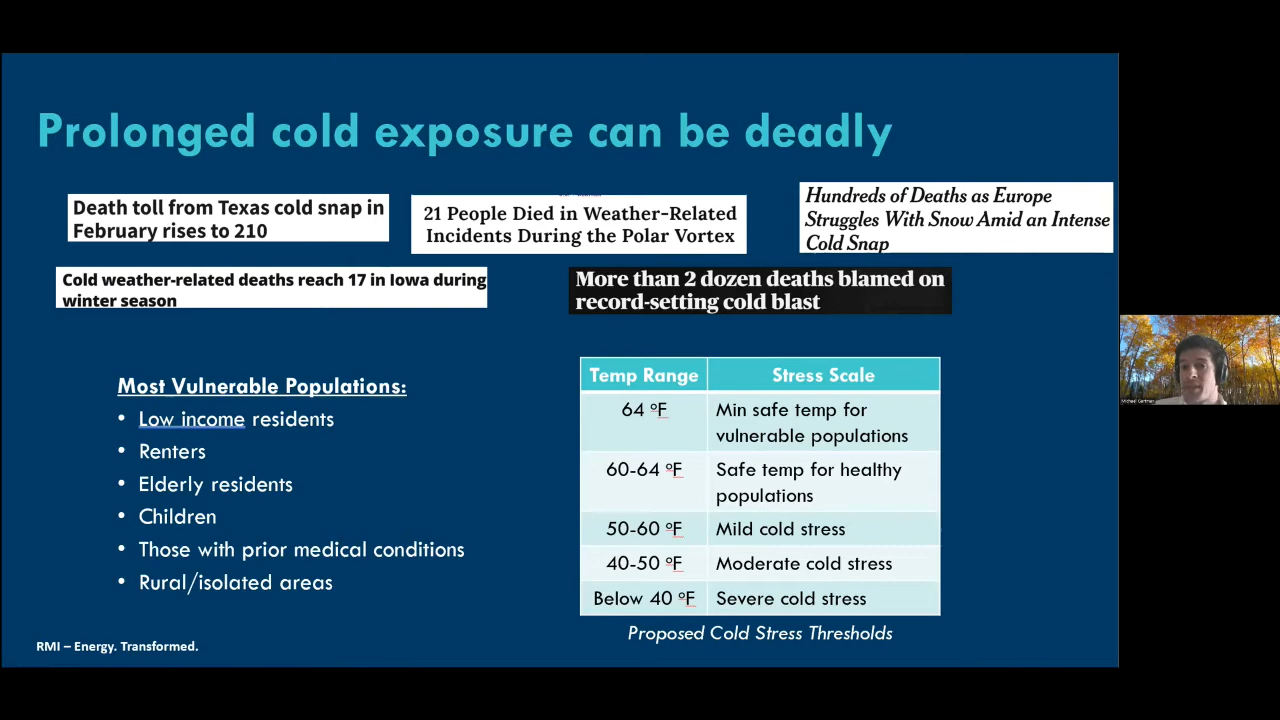 Prolonged cold exposure can be deadly
Death toll from Texas cold snap in
February rises to 210
21 People Died in Weather-Related
Incidents During the Polar Vortex
Hundreds of Deaths as Europe
Struggles With Snow Amid an Intense
Cold Snap
Cold weather-related deaths reach 17 in Iowa during
winter season
More than 2 dozen deaths blamed on
record-setting cold blast
Most Vulnerable Populations:
• Low income residents
• Renters
• Elderly residents
• Children
• Those with prior medical conditions
• Rural/isolated areas
Temp Range Stress Scale
64 ºF Min safe temp for
vulnerable populations
60-64 ºF Safe temp for healthy
populations
50-60 ºF Mild cold stress
40-50 ºF Moderate cold stress
Below 40 ºF Severe cold stress
Proposed Cold Stress Thresholds
RMI – Energy. Transformed.
Michael Gartman